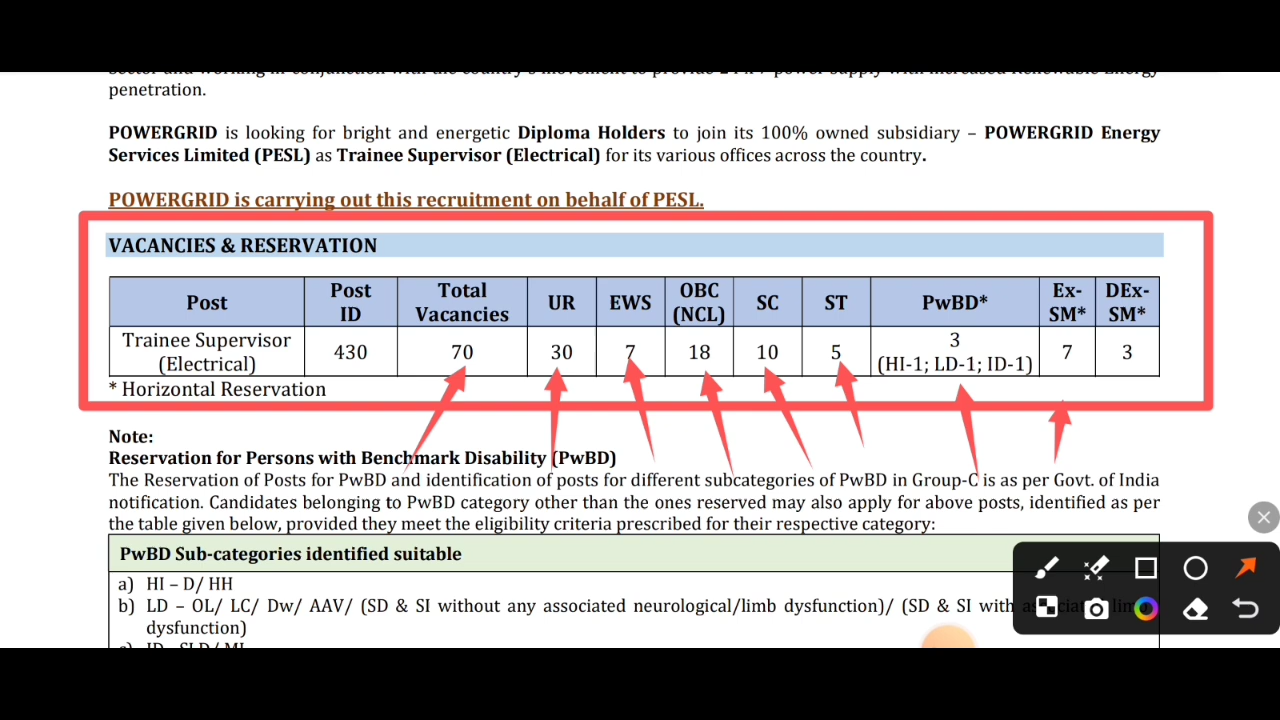 penetration.
POWERGRID is looking for bright and energetic Diploma Holders to join its 100% owned subsidiary – POWERGRID Energy
Services Limited (PESL) as Trainee Supervisor (Electrical) for its various offices across the country.
POWERGRID is carrying out this recruitment on behalf of PESL.
VACANCIES & RESERVATION
Post Post ID Total Vacancies UR EWS OBC (NCL) SC ST PwBD* Ex-SM* DEx-SM*
Trainee Supervisor (Electrical) 430 70 30 7 18 10 5 3 (HI-1; LD-1; ID-1) 7 3
* Horizontal Reservation
Note:
Reservation for Persons with Benchmark Disability (PwBD)
The Reservation of Posts for PwBD and identification of posts for different subcategories of PwBD in Group-C is as per Govt. of India
notification. Candidates belonging to PwBD category other than the ones reserved may also apply for above posts, identified as per
the table given below, provided they meet the eligibility criteria prescribed for their respective category:
PwBD Sub-categories identified suitable
a) HI – D/ HH
b) LD – OL/ LC/ Dw/ AAV/ (SD & SI without any associated neurological/limb dysfunction)/ (SD & SI with
dysfunction)